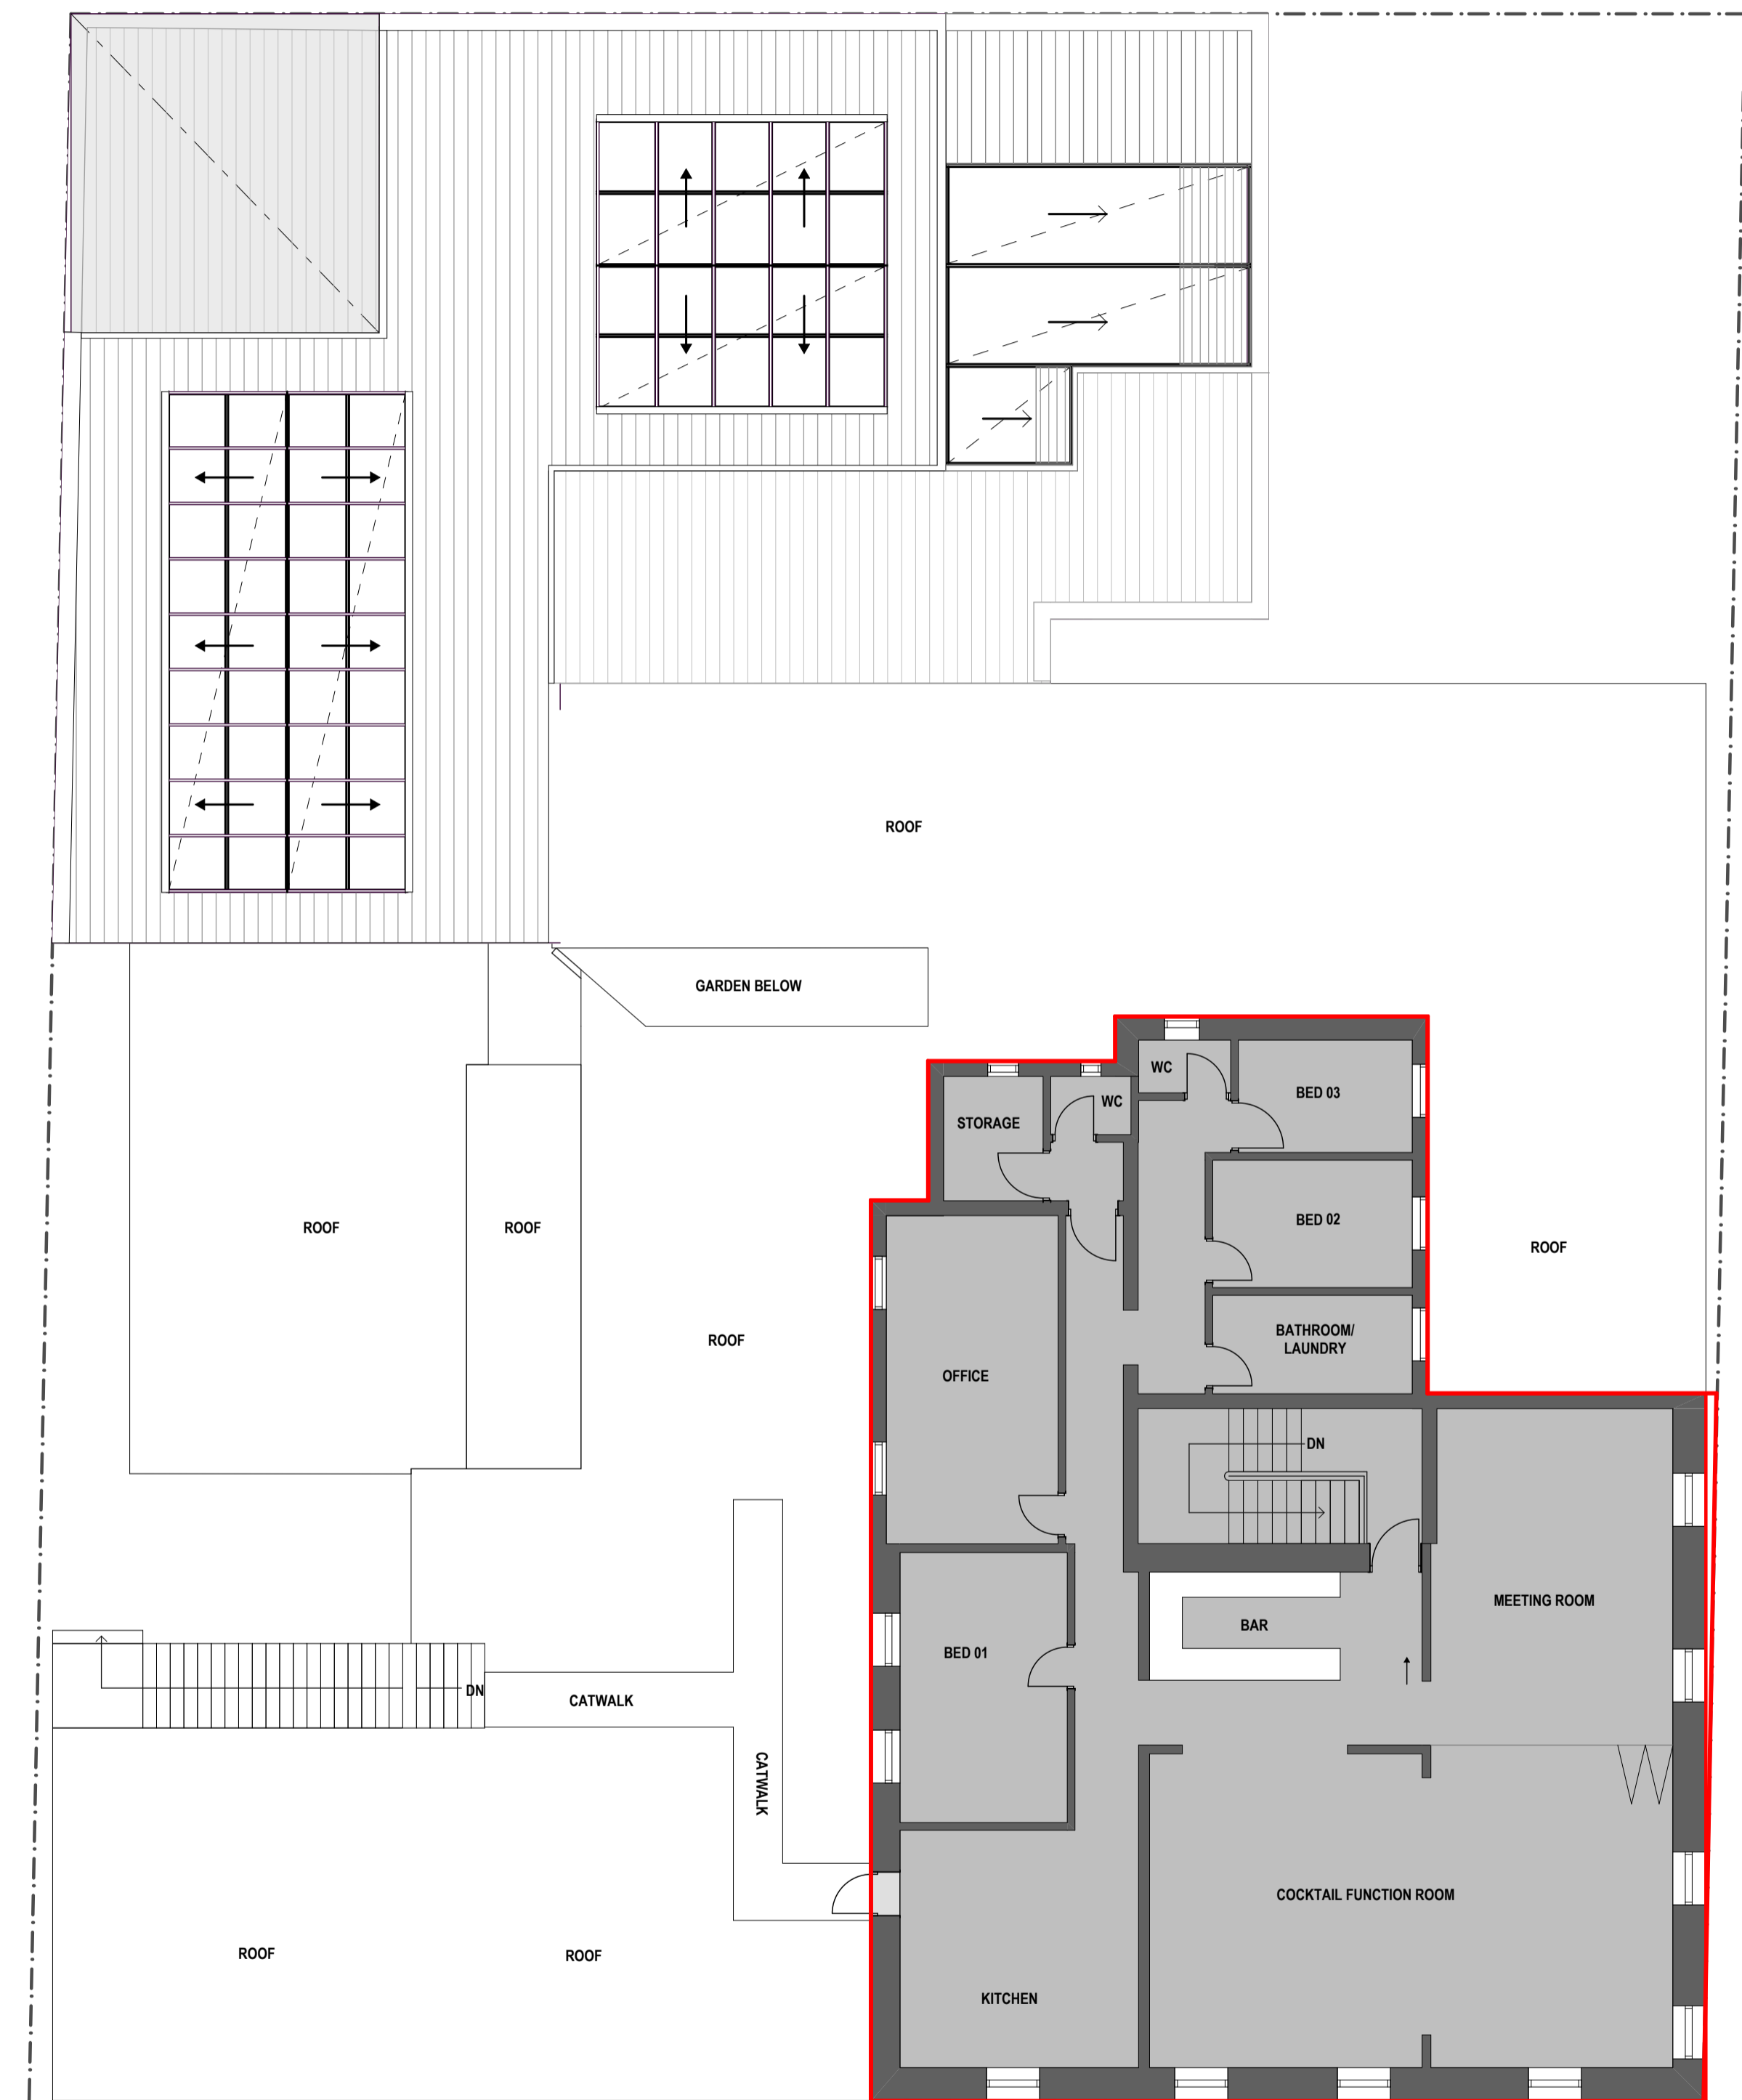 ROOF
GARDEN BELOW
WC
BED 03
WC
STORAGE
BED 02
ROOF
ROOF
ROOF
BATHROOM/
LAUNDRY
ROOF
OFFICE
DN
MEETING ROOM
BAR
BED 01
DN
CATWALK
CATWALK
COCKTAIL FUNCTION ROOM
ROOF
ROOF
KITCHEN